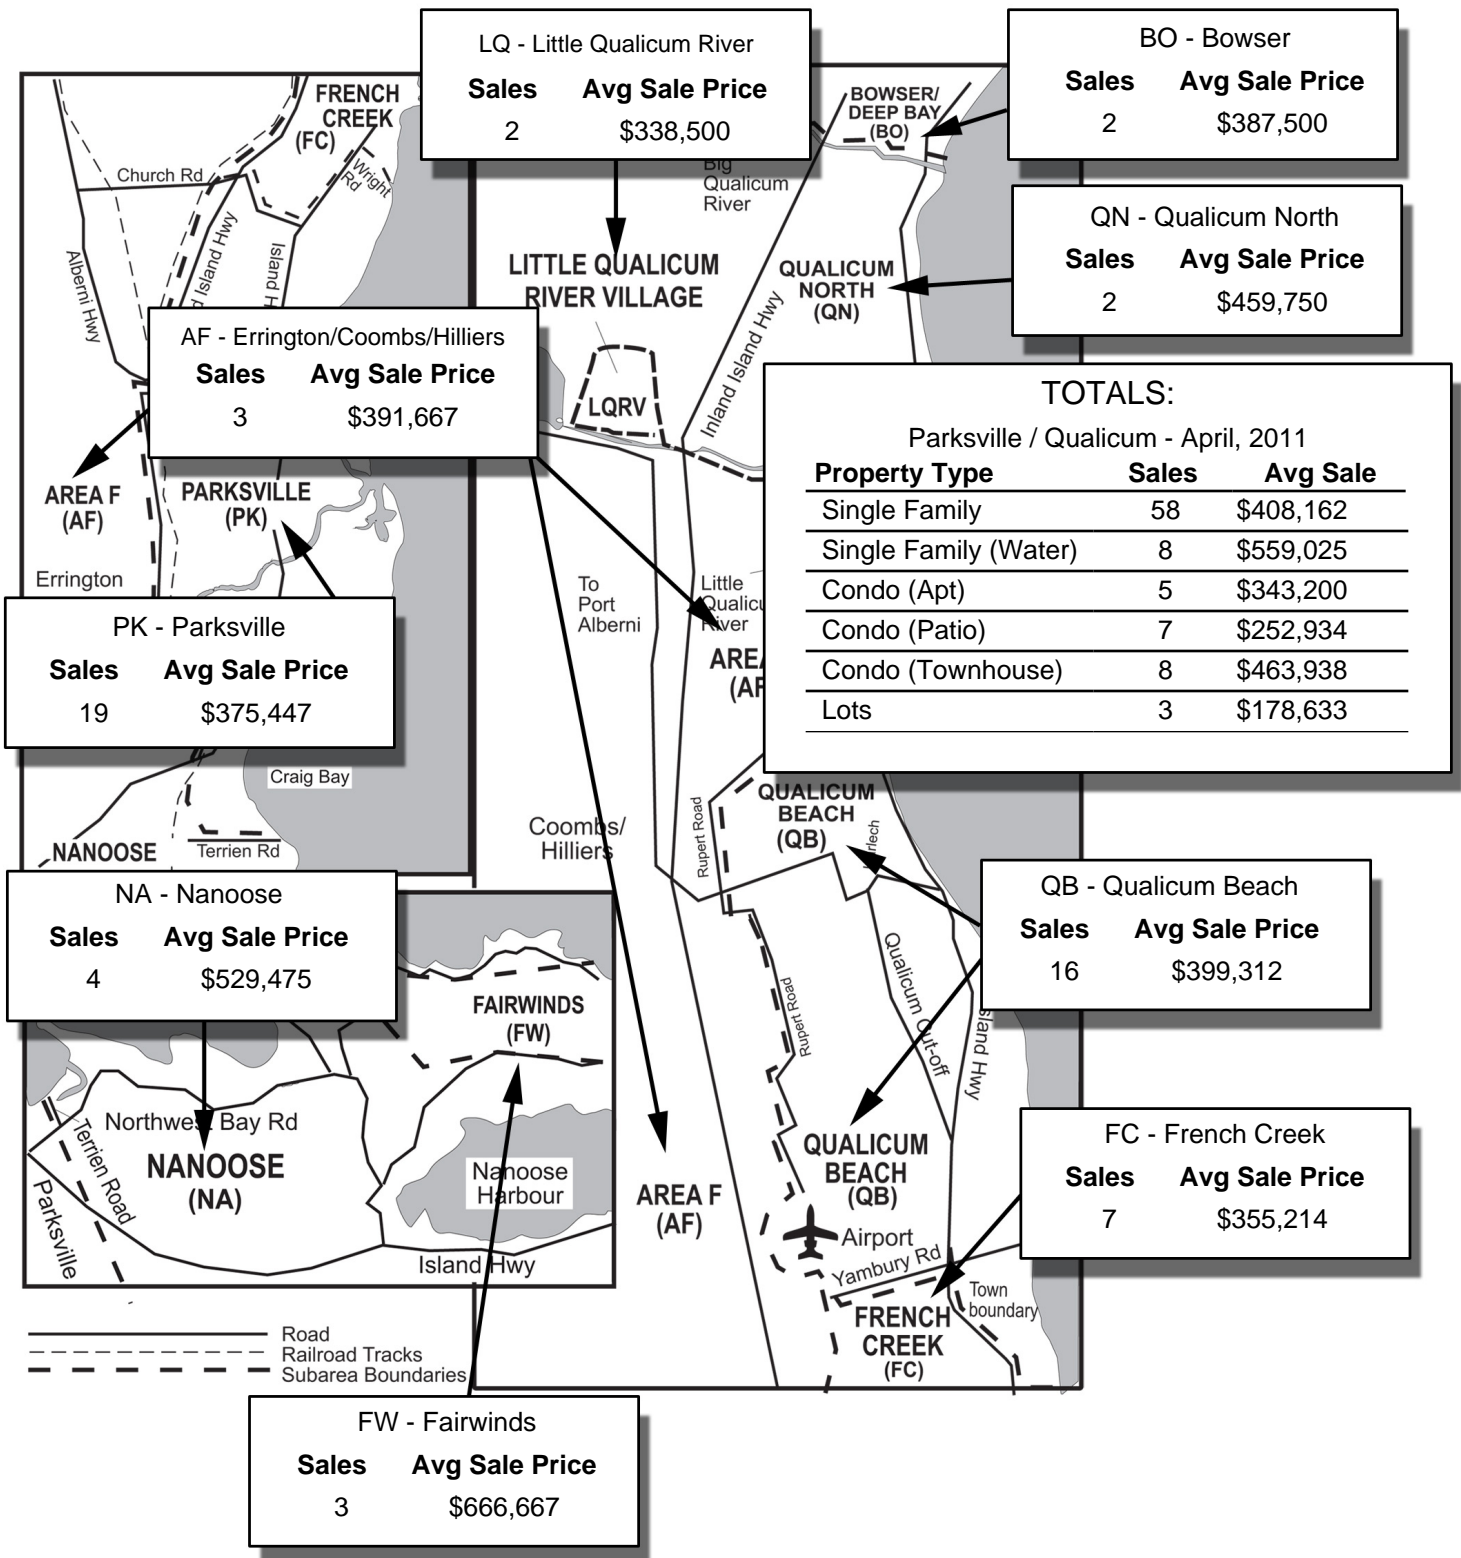 LQ - Little Qualicum River
Sales Avg Sale Price
2 $338,500
BO - Bowser
Sales Avg Sale Price
2 $387,500
QN - Qualicum North
Sales Avg Sale Price
2 $459,750
FRENCH
CREEK
(FC)
Church Rd
Wright
Rd
Alberni Hwy
Island Hwy
Island H
BOWSER/
DEEP BAY
(BO)
Big
Qualicum
River
LITTLE QUALICUM
RIVER VILLAGE
QUALICUM
NORTH
(QN)
Inland Island Hwy
LQRV
AF - Errington/Coombs/Hilliers
Sales Avg Sale Price
3 $391,667
TOTALS:
Parksville / Qualicum - April, 2011
Property Type Sales Avg Sale
Single Family 58 $408,162
Single Family (Water) 8 $559,025
Condo (Apt) 5 $343,200
Condo (Patio) 7 $252,934
Condo (Townhouse) 8 $463,938
Lots 3 $178,633
AREA F
(AF)
PARKSVILLE
(PK)
Errington
To
Port
Alberni
Little
Qualicu
River
AREA
(AF
PK - Parksville
Sales Avg Sale Price
19 $375,447
Craig Bay
NANOOSE
Terrien Rd
Coombs/
Hilliers
Rupert Road
QUALICUM
BEACH
(QB)
NA - Nanoose
Sales Avg Sale Price
4 $529,475
QB - Qualicum Beach
Sales Avg Sale Price
16 $399,312
FAIRWINDS
(FW)
Rupert Road
Qualicum Cut-off
sland Hwy
Northwest Bay Rd
Terrien Road
Parksville
NANOOSE
(NA)
Nanoose
Harbour
Island Hwy
AREA F
(AF)
QUALICUM
BEACH
(QB)
Airport
Yambury Rd
FC - French Creek
Sales Avg Sale Price
7 $355,214
Town
boundary
FRENCH
CREEK
(FC)
Road
Railroad Tracks
Subarea Boundaries
FW - Fairwinds
Sales Avg Sale Price
3 $666,667